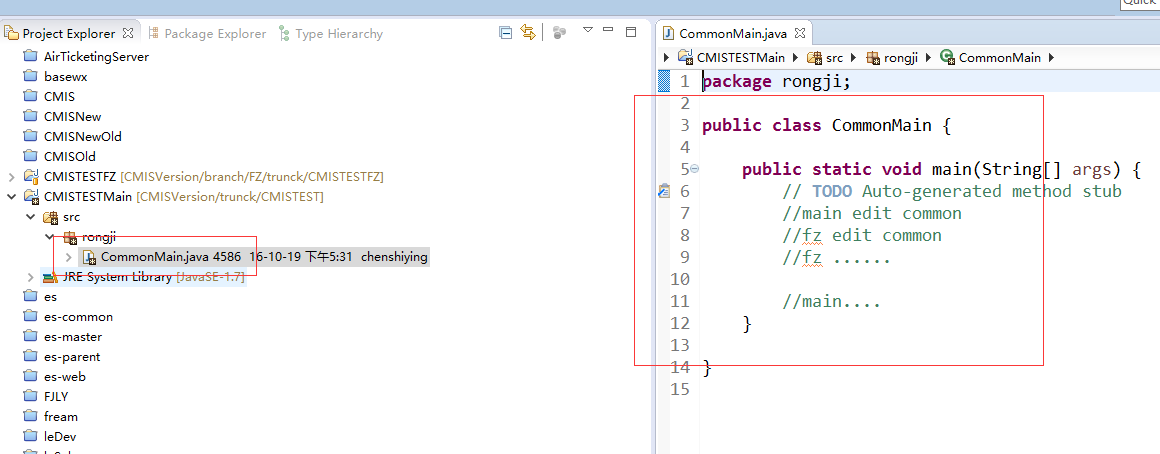 Quick
Project Explorer
Package Explorer
Type Hierarchy
AirTicketingServer
basewx
CMIS
CMISNew
CMISNewOld
CMISOld
CMISTESTFZ [CMISVersion/branch/FZ/trunck/CMISTESTFZ]
CMISTESTMain [CMISVersion/trunck/CMISTEST]
src
rongji
CommonMain.java 4586 16-10-19 下午5:31 chenshiying
JRE System Library [JavaSE-1.7]
es
es-common
es-master
es-parent
es-web
FJLY
fream
leDev
CommonMain.java
CMISTESTMain src rongji CommonMain
1 package rongji;
2
3 public class CommonMain {
4
5 public static void main(String[] args) {
6 // TODO Auto-generated method stub
7 //main edit common
8 //fz edit common
9 //fz ......
10
11 //main....
12 }
13
14 }
15